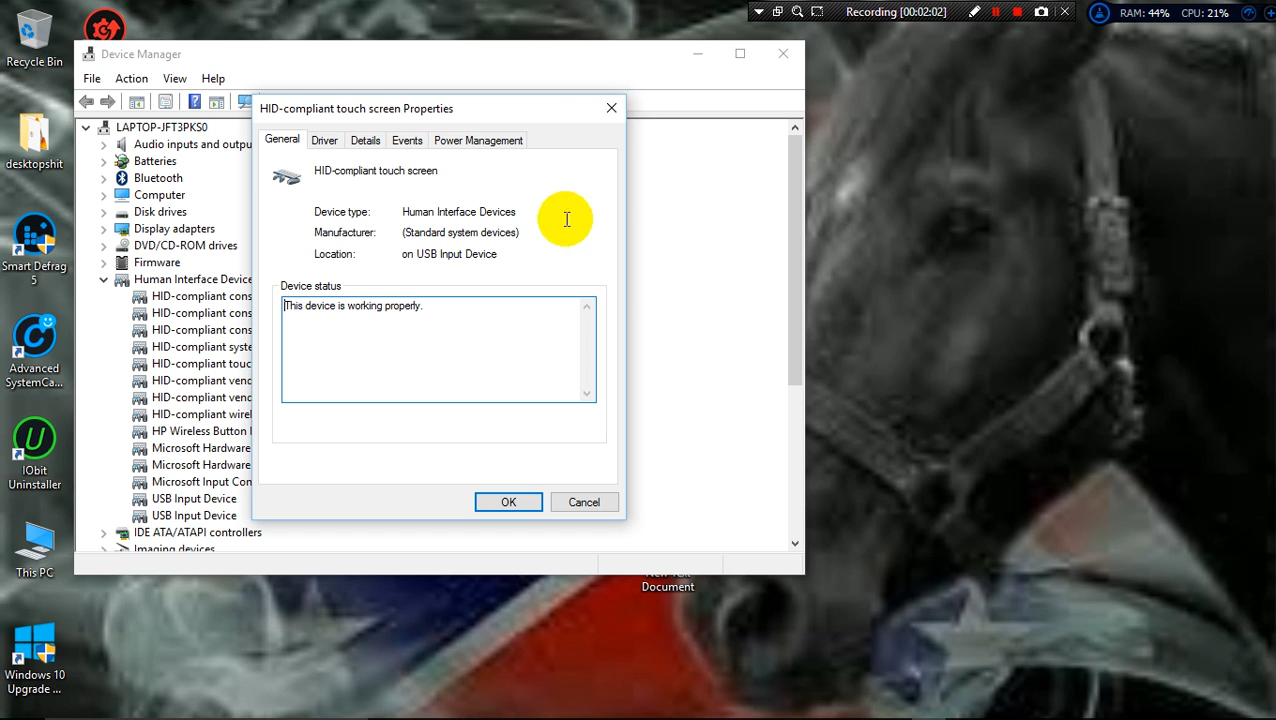 Recording [00:02:02]
RAM: 44%
CPU: 21%
Recycle Bin
desktopshit
Smart Defrag
5
Advanced
SystemCa...
IObit
Uninstaller
This PC
Windows 10
Upgrade ...
Device Manager
File
Action
View
Help
LAPTOP-JFT3PKS0
Audio inputs and outpu
Batteries
Bluetooth
Computer
Disk drives
Display adapters
DVD/CD-ROM drives
Firmware
Human Interface Device
HID-compliant cons
HID-compliant cons
HID-compliant cons
HID-compliant syste
HID-compliant touc
HID-compliant vend
HID-compliant vend
HID-compliant wirel
HP Wireless Button
Microsoft Hardware
Microsoft Hardware
Microsoft Input Con
USB Input Device
USB Input Device
IDE ATA/ATAPI controllers
Imaging devices
HID-compliant touch screen Properties
General
Driver
Details
Events
Power Management
HID-compliant touch screen
Device type:
Human Interface Devices
Manufacturer:
(Standard system devices)
Location:
on USB Input Device
Device status
This device is working properly.
OK
Cancel
New Text
Document